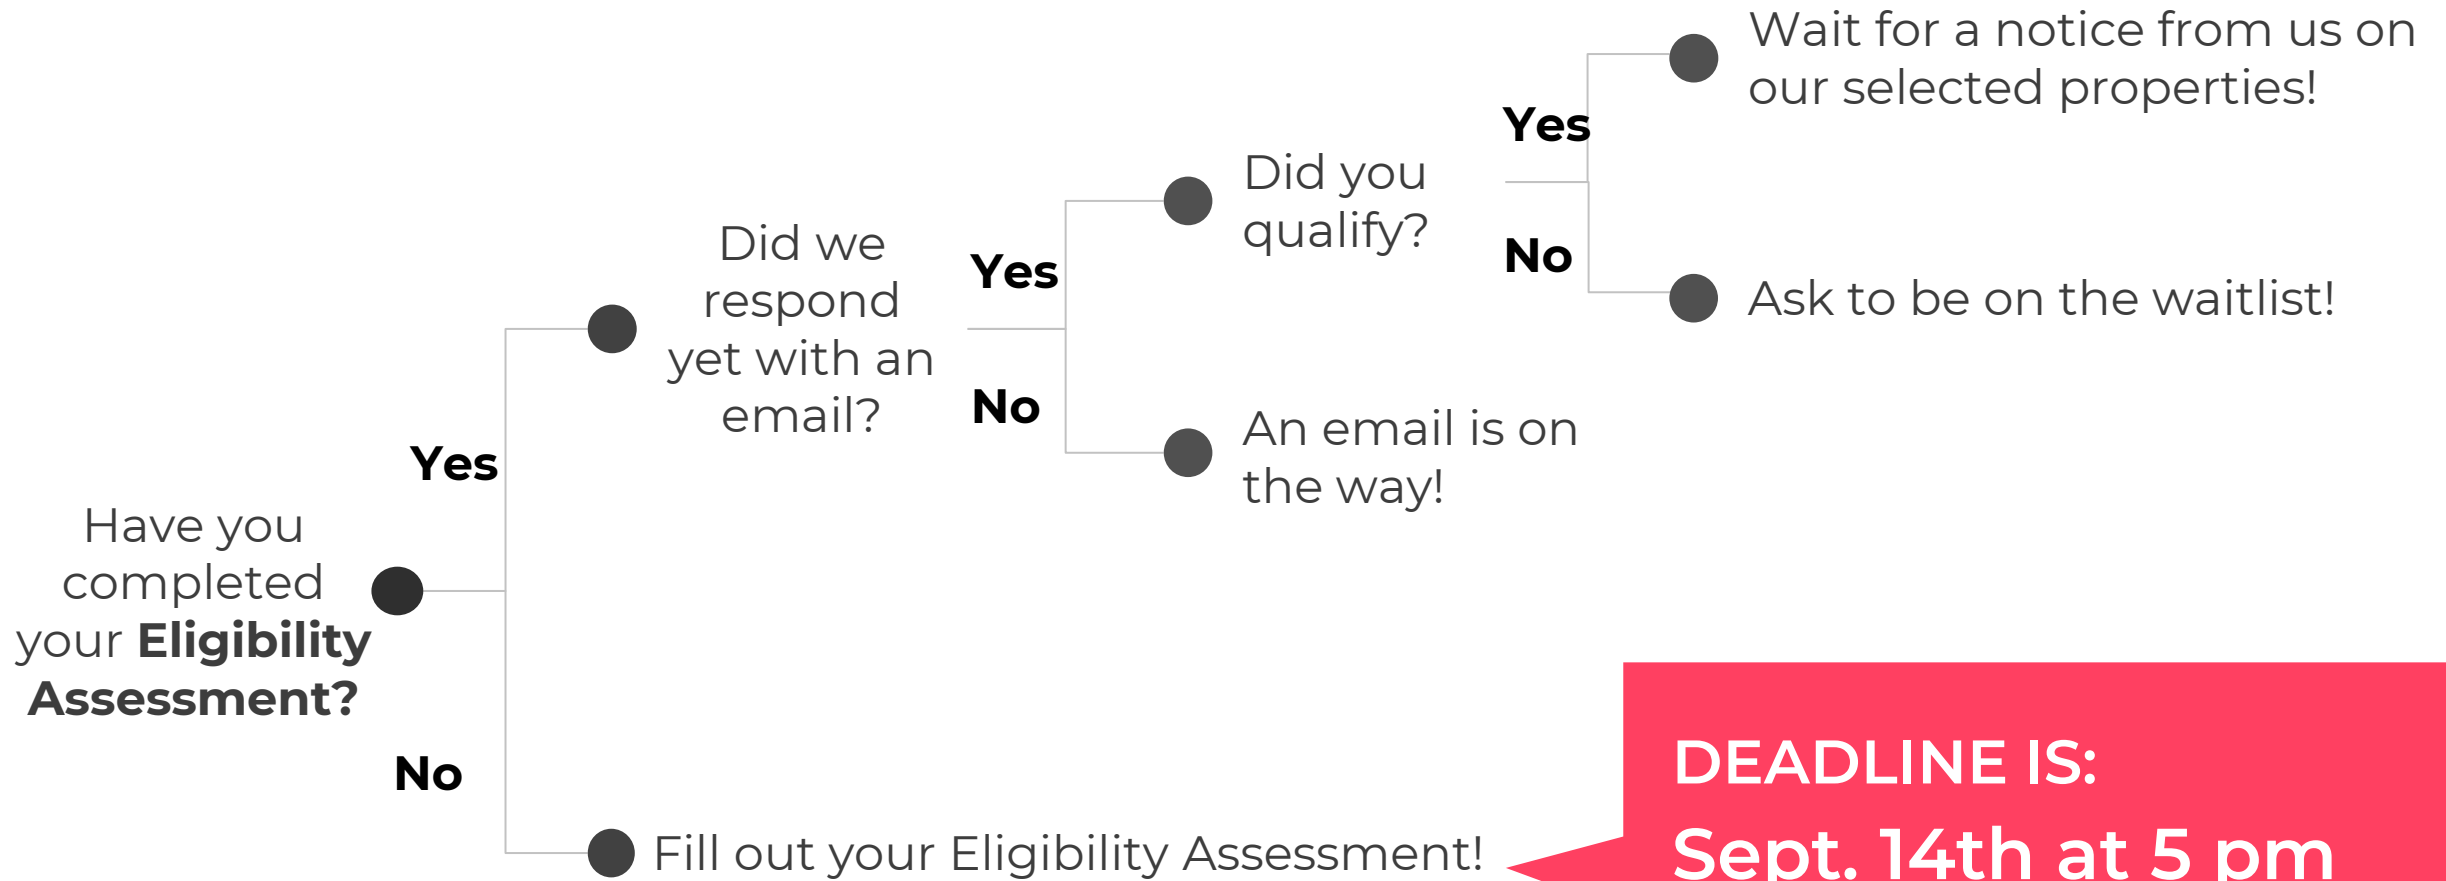 Have you
completed
your Eligibility
Assessment?
Yes
No
Did we
respond
yet with an
email?
Yes
No
Did you
qualify?
Yes
No
Wait for a notice from us on
our selected properties!
Ask to be on the waitlist!
An email is on
the way!
Fill out your Eligibility Assessment!
DEADLINE IS:
Sept. 14th at 5 pm